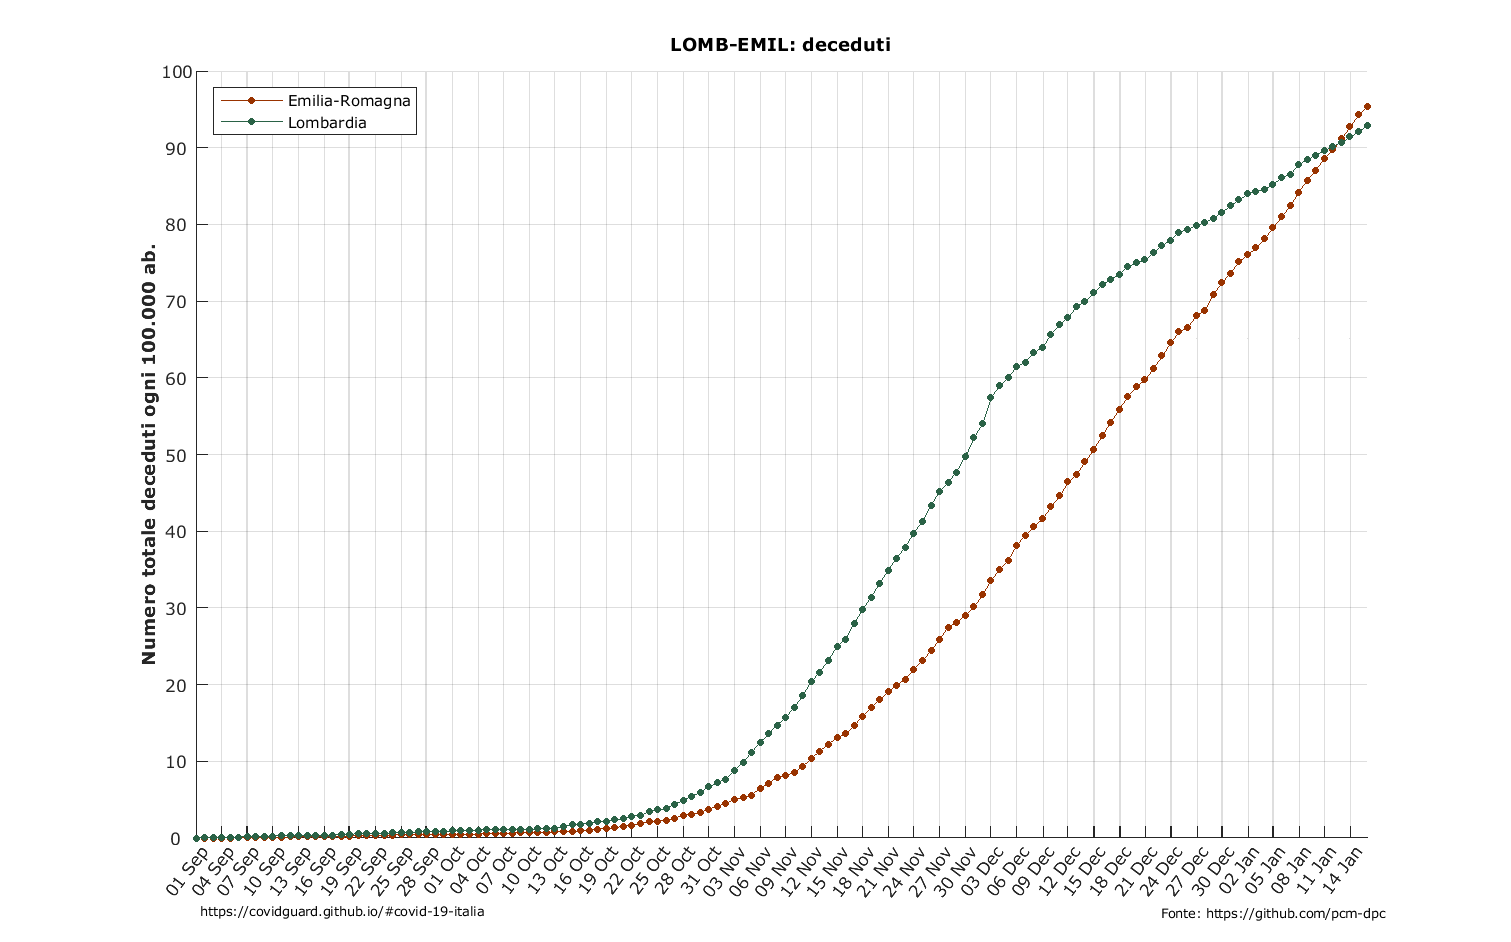 LOMB-EMIL: deceduti
Emilia-Romagna
Lombardia
Numero totale deceduti ogni 100.000 ab.
100
90
80
70
60
50
40
30
20
10
0
01 Sep
04 Sep
07 Sep
10 Sep
13 Sep
16 Sep
19 Sep
22 Sep
25 Sep
28 Sep
01 Oct
04 Oct
07 Oct
10 Oct
13 Oct
16 Oct
19 Oct
22 Oct
25 Oct
28 Oct
31 Oct
03 Nov
06 Nov
09 Nov
12 Nov
15 Nov
18 Nov
21 Nov
24 Nov
27 Nov
30 Nov
03 Dec
06 Dec
09 Dec
12 Dec
15 Dec
18 Dec
21 Dec
24 Dec
27 Dec
30 Dec
02 Jan
05 Jan
08 Jan
11 Jan
14 Jan
https://covidguard.github.io/#covid-19-italia
Fonte: https://github.com/pcm-dpc